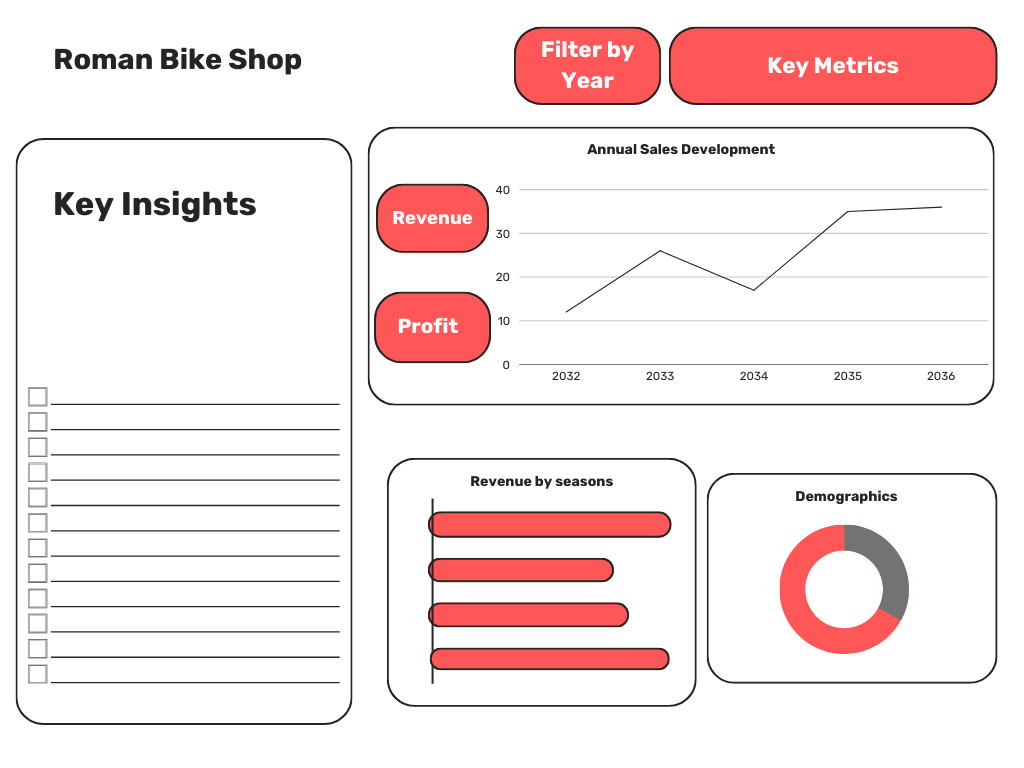 Roman Bike Shop
Filter by
Year
Key Metrics
Key Insights
Annual Sales Development
Revenue
Profit
40
30
20
10
0
2032 2033 2034 2035 2036
Revenue by seasons
Demographics